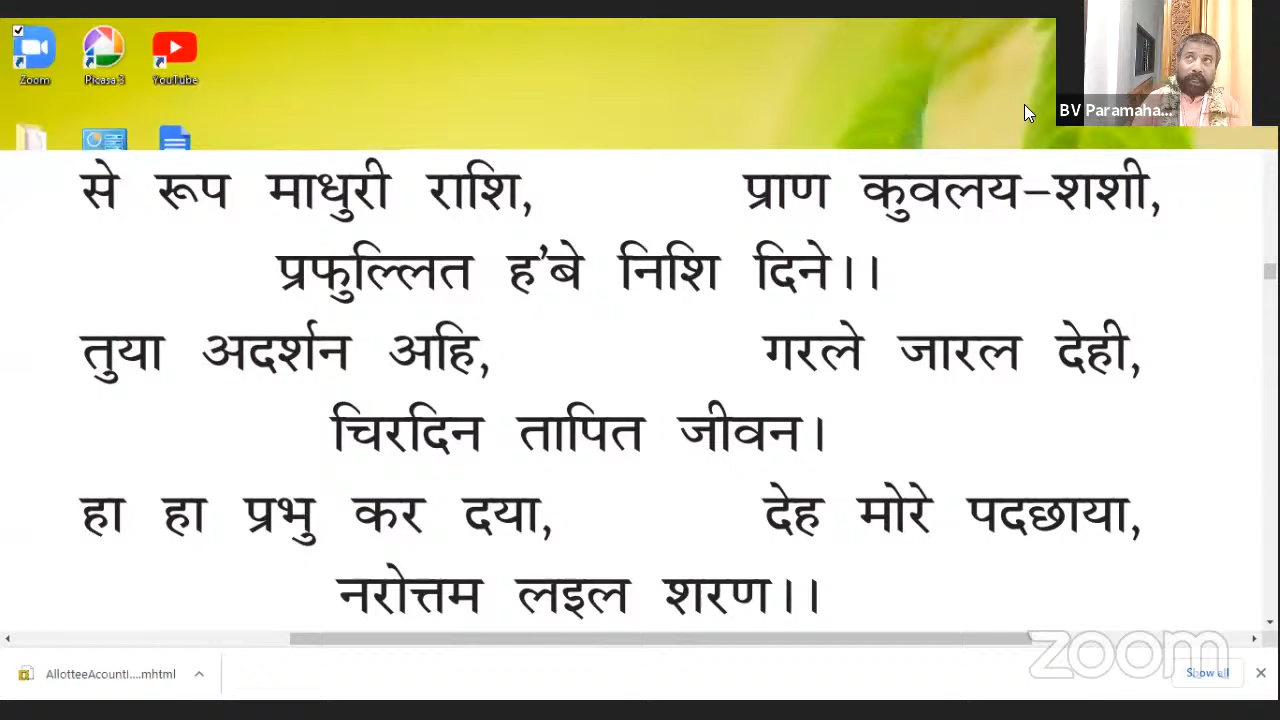 Zoom
Picasa 3
YouTube
BV Paramaha...
से रूप माधुरी राशि, प्राण कुवलय-शशी,
प्रफुल्लित ह'बे निशि दिने।।
तुया अदर्शन अहि, गरले जारल देही,
चिरदिन तापित जीवन।
हा हा प्रभु कर दया, देह मोरे पदछाया,
नरोत्तम लइल शरण।।
zoom
AllotteeAcounti....mhtml
Show all